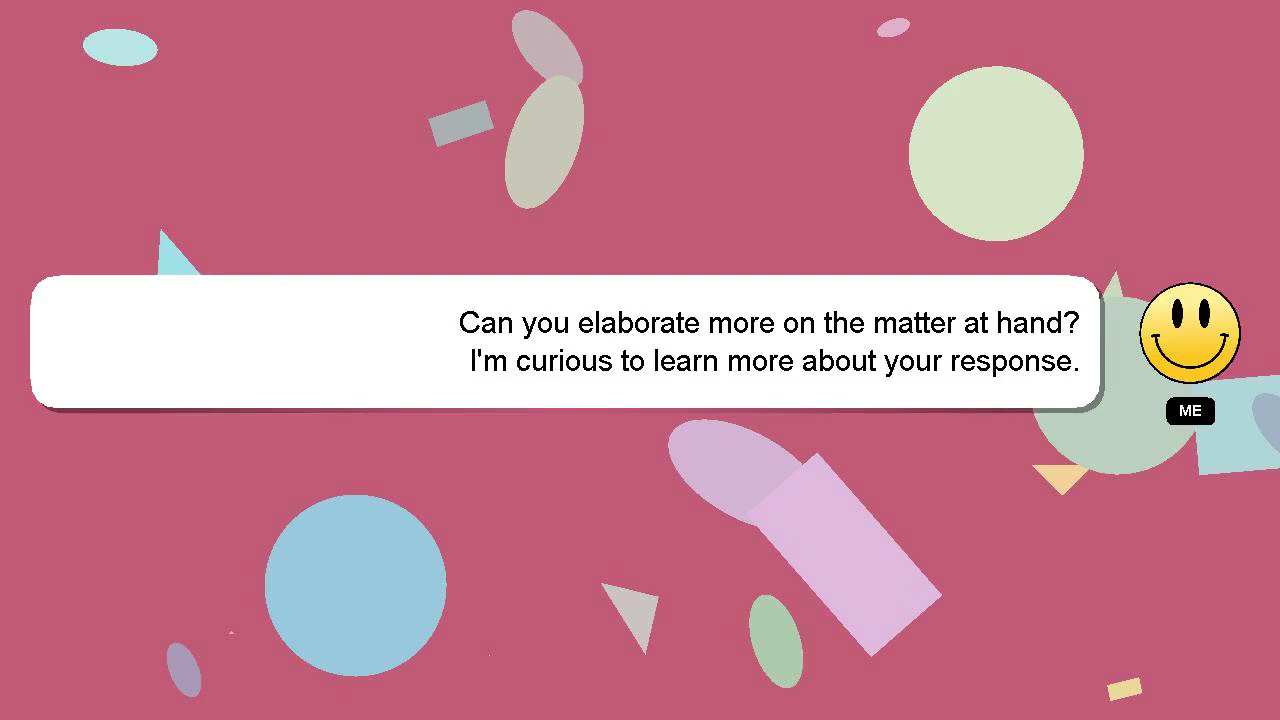 Can you elaborate more on the matter at hand?
I'm curious to learn more about your response.
ME